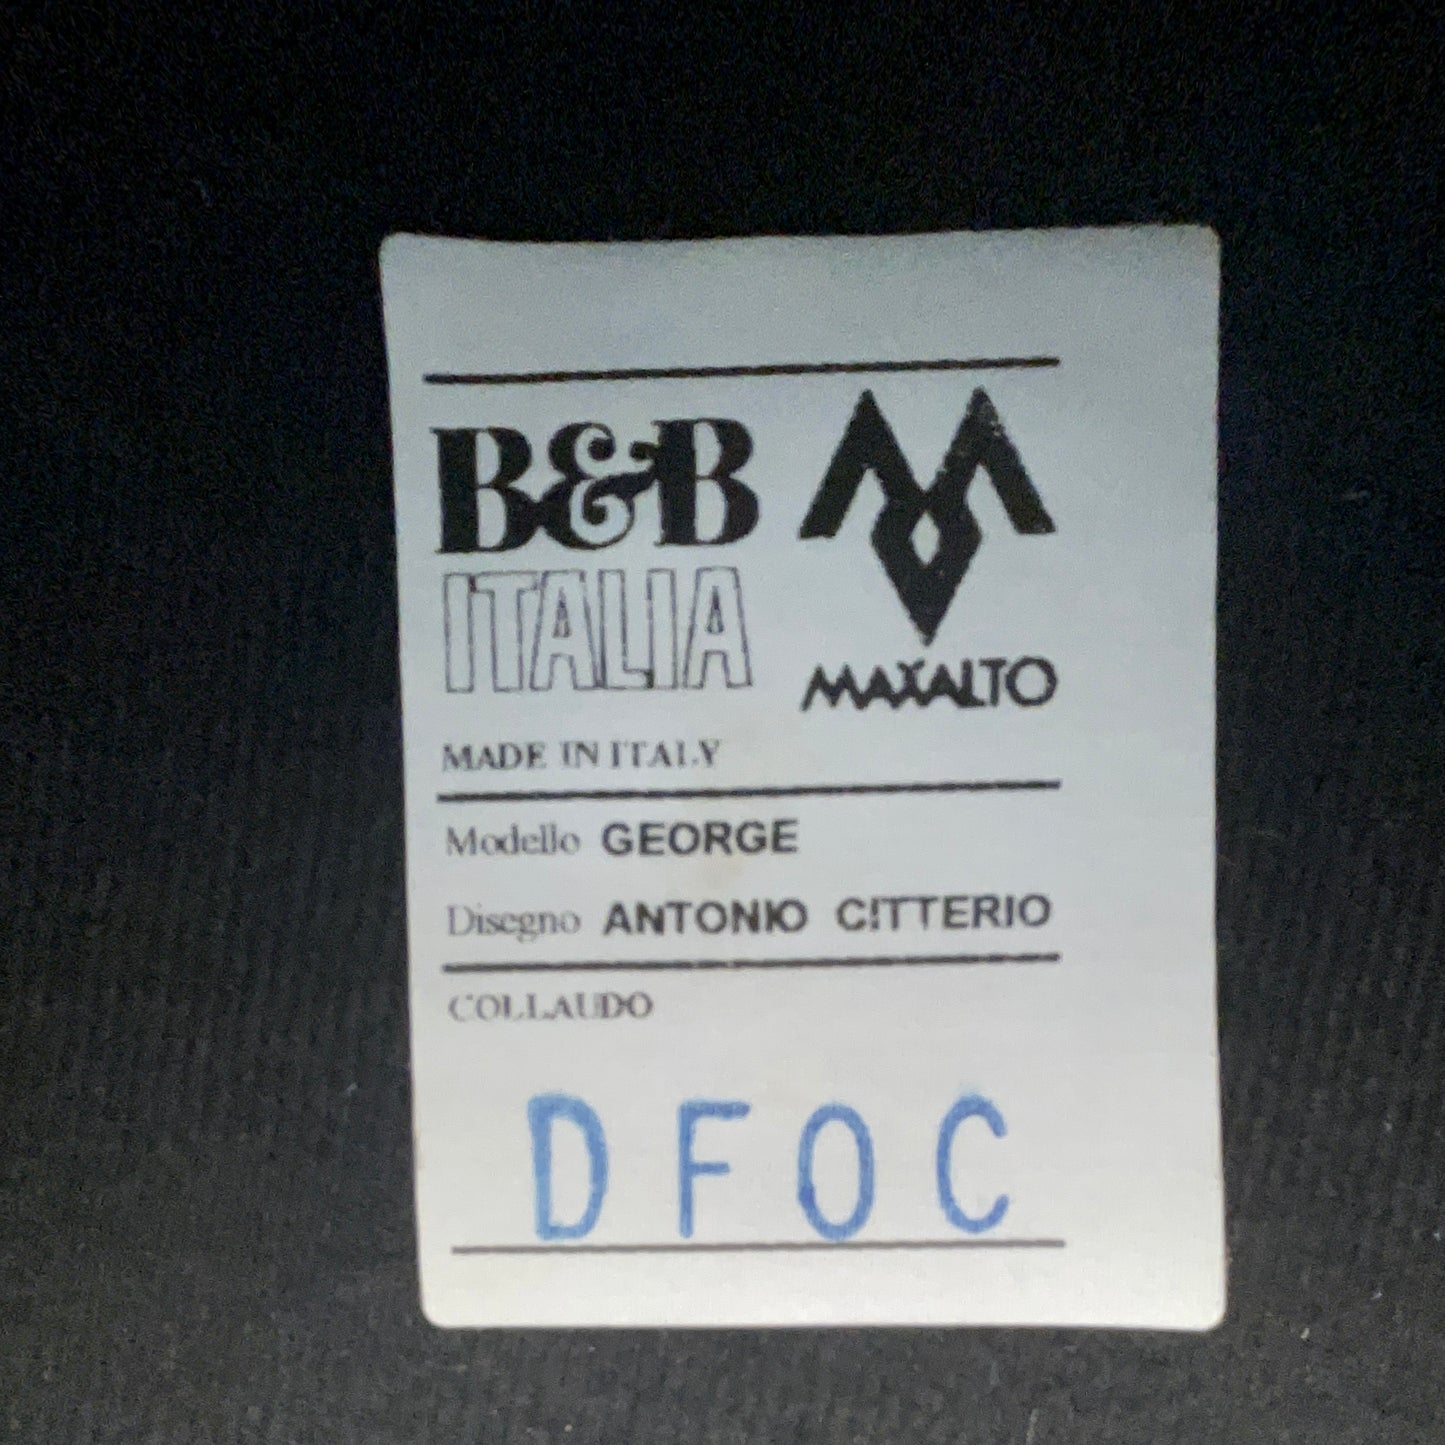 B&B
ITALIA
MAXALTO
MADE IN ITALY
Modello GEORGE
Disegno ANTONIO CITTERIO
COLLAUDO
DFOC